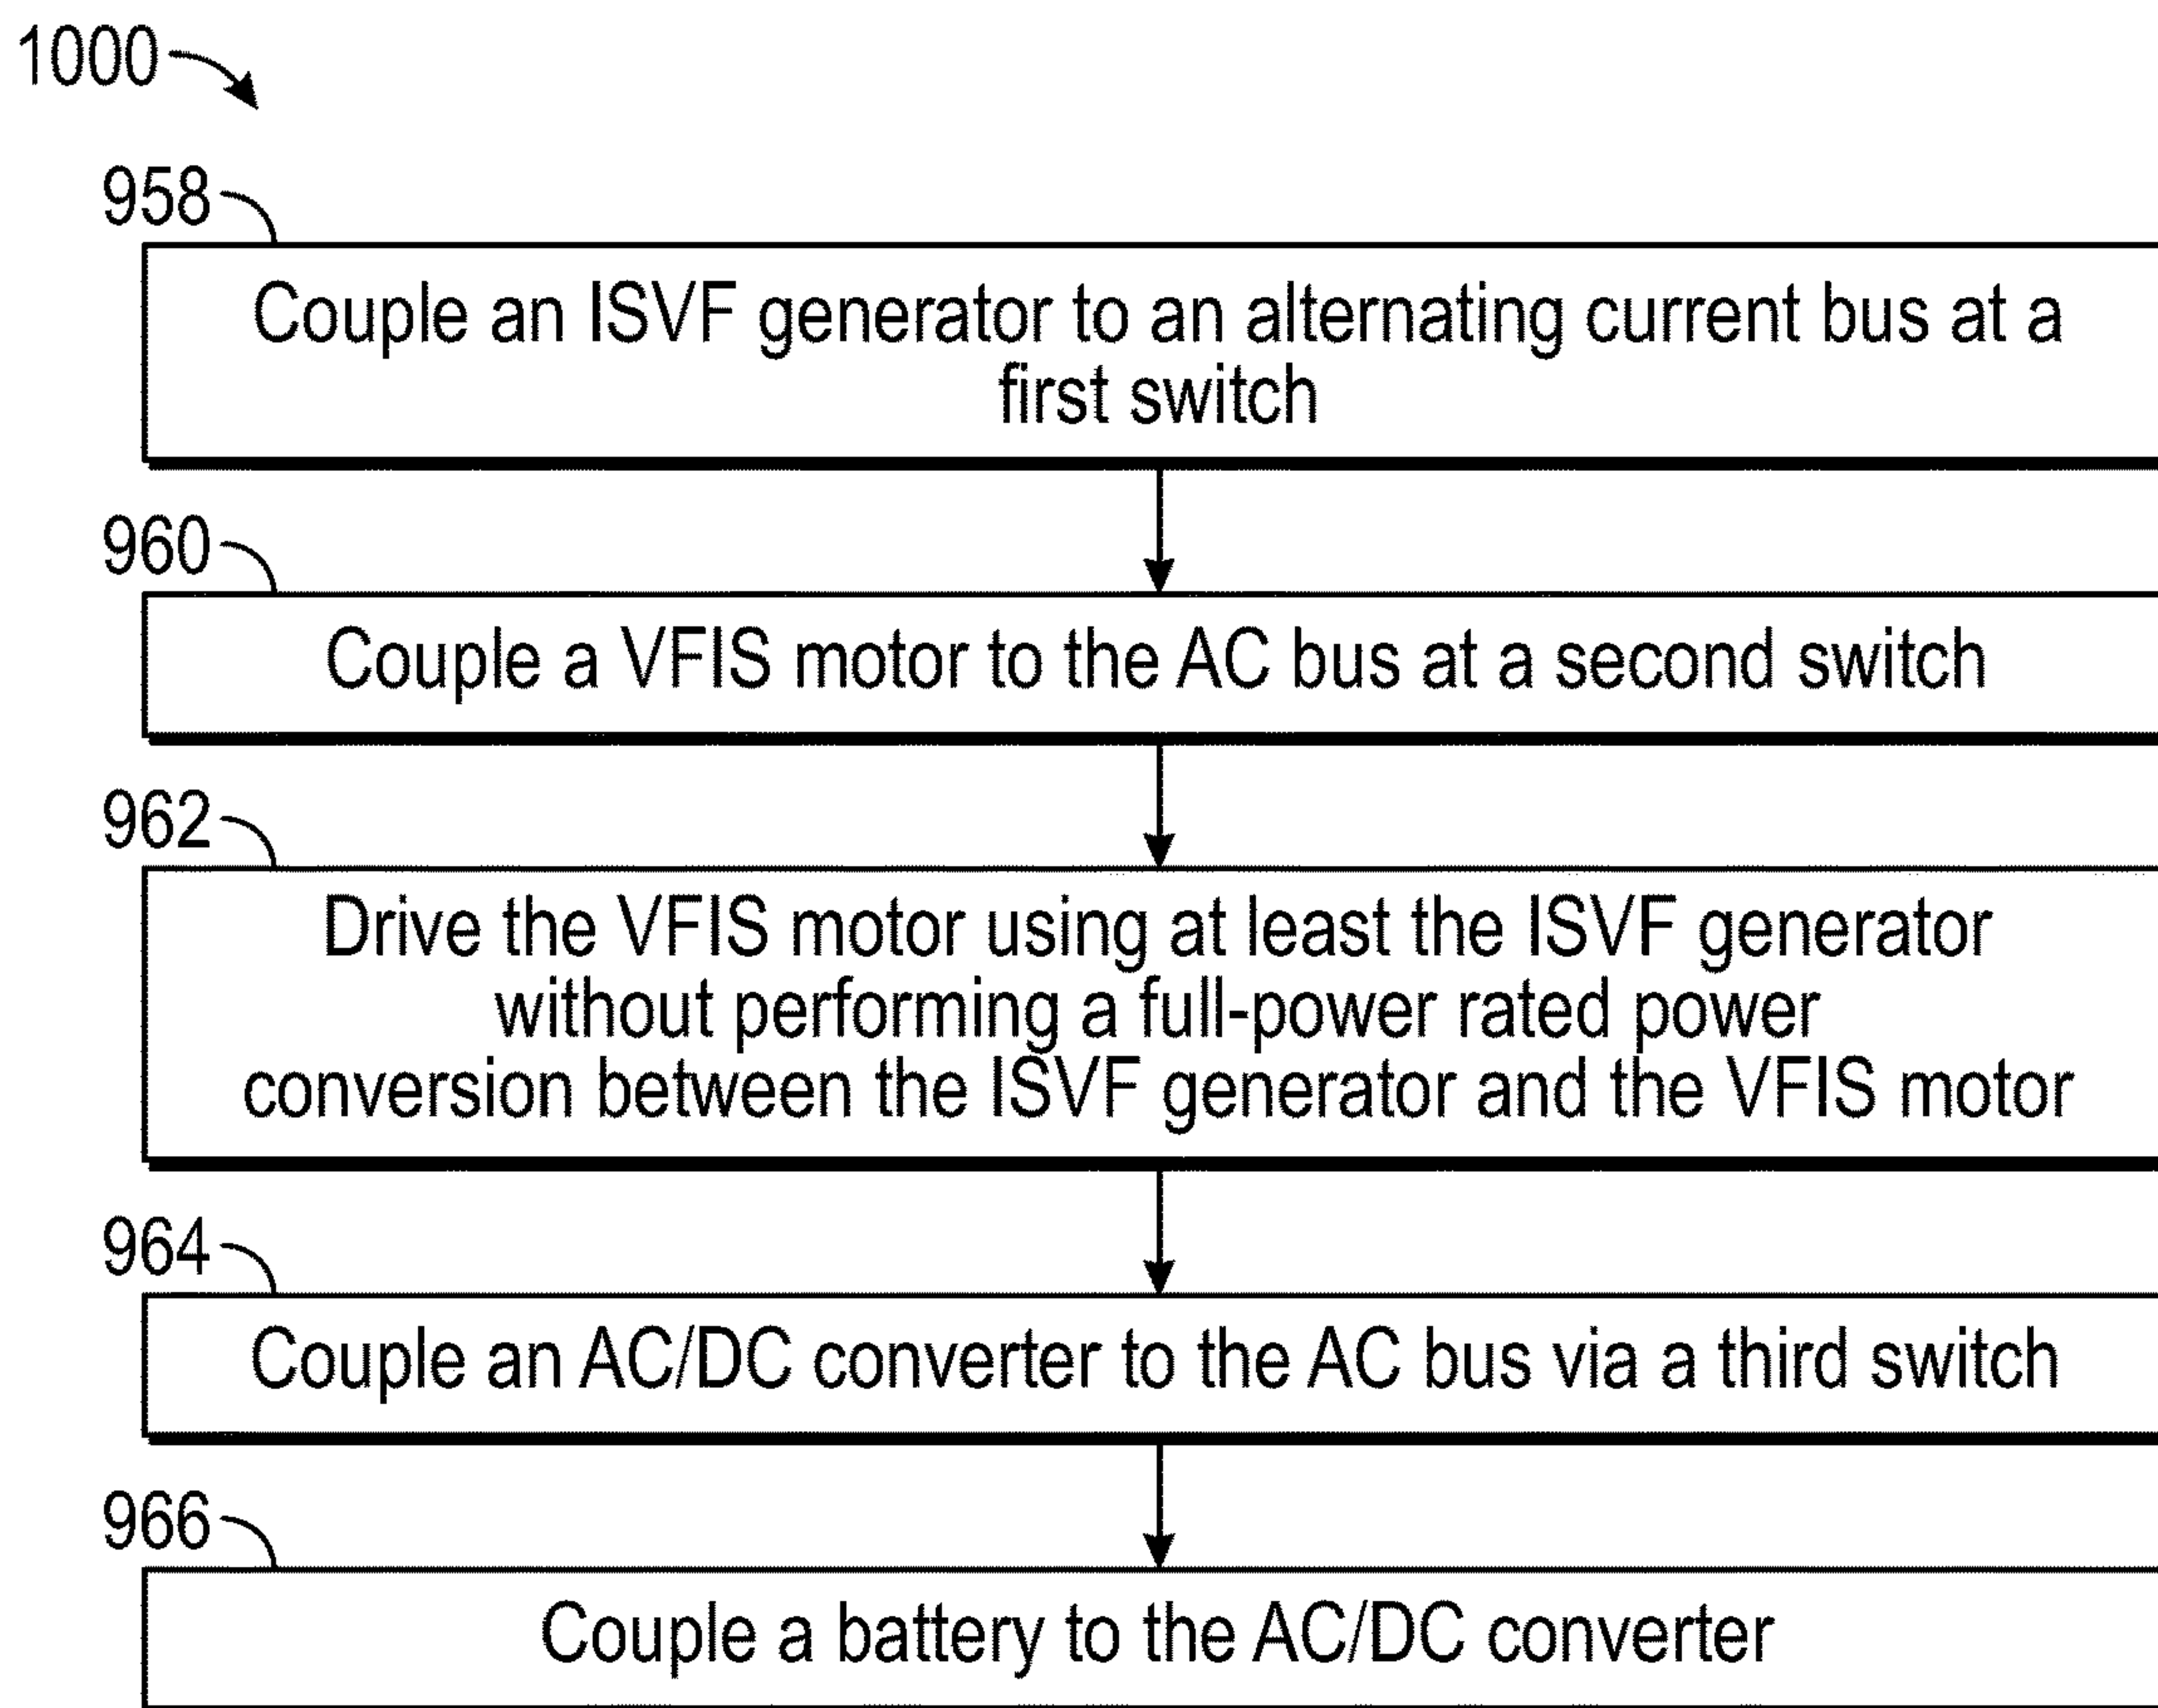 1000
958
Couple an ISVF generator to an alternating current bus at a
first switch
960
Couple a VFIS motor to the AC bus at a second switch
962
Drive the VFIS motor using at least the ISVF generator
without performing a full-power rated power
conversion between the ISVF generator and the VFIS motor
964
Couple an AC/DC converter to the AC bus via a third switch
966
Couple a battery to the AC/DC converter